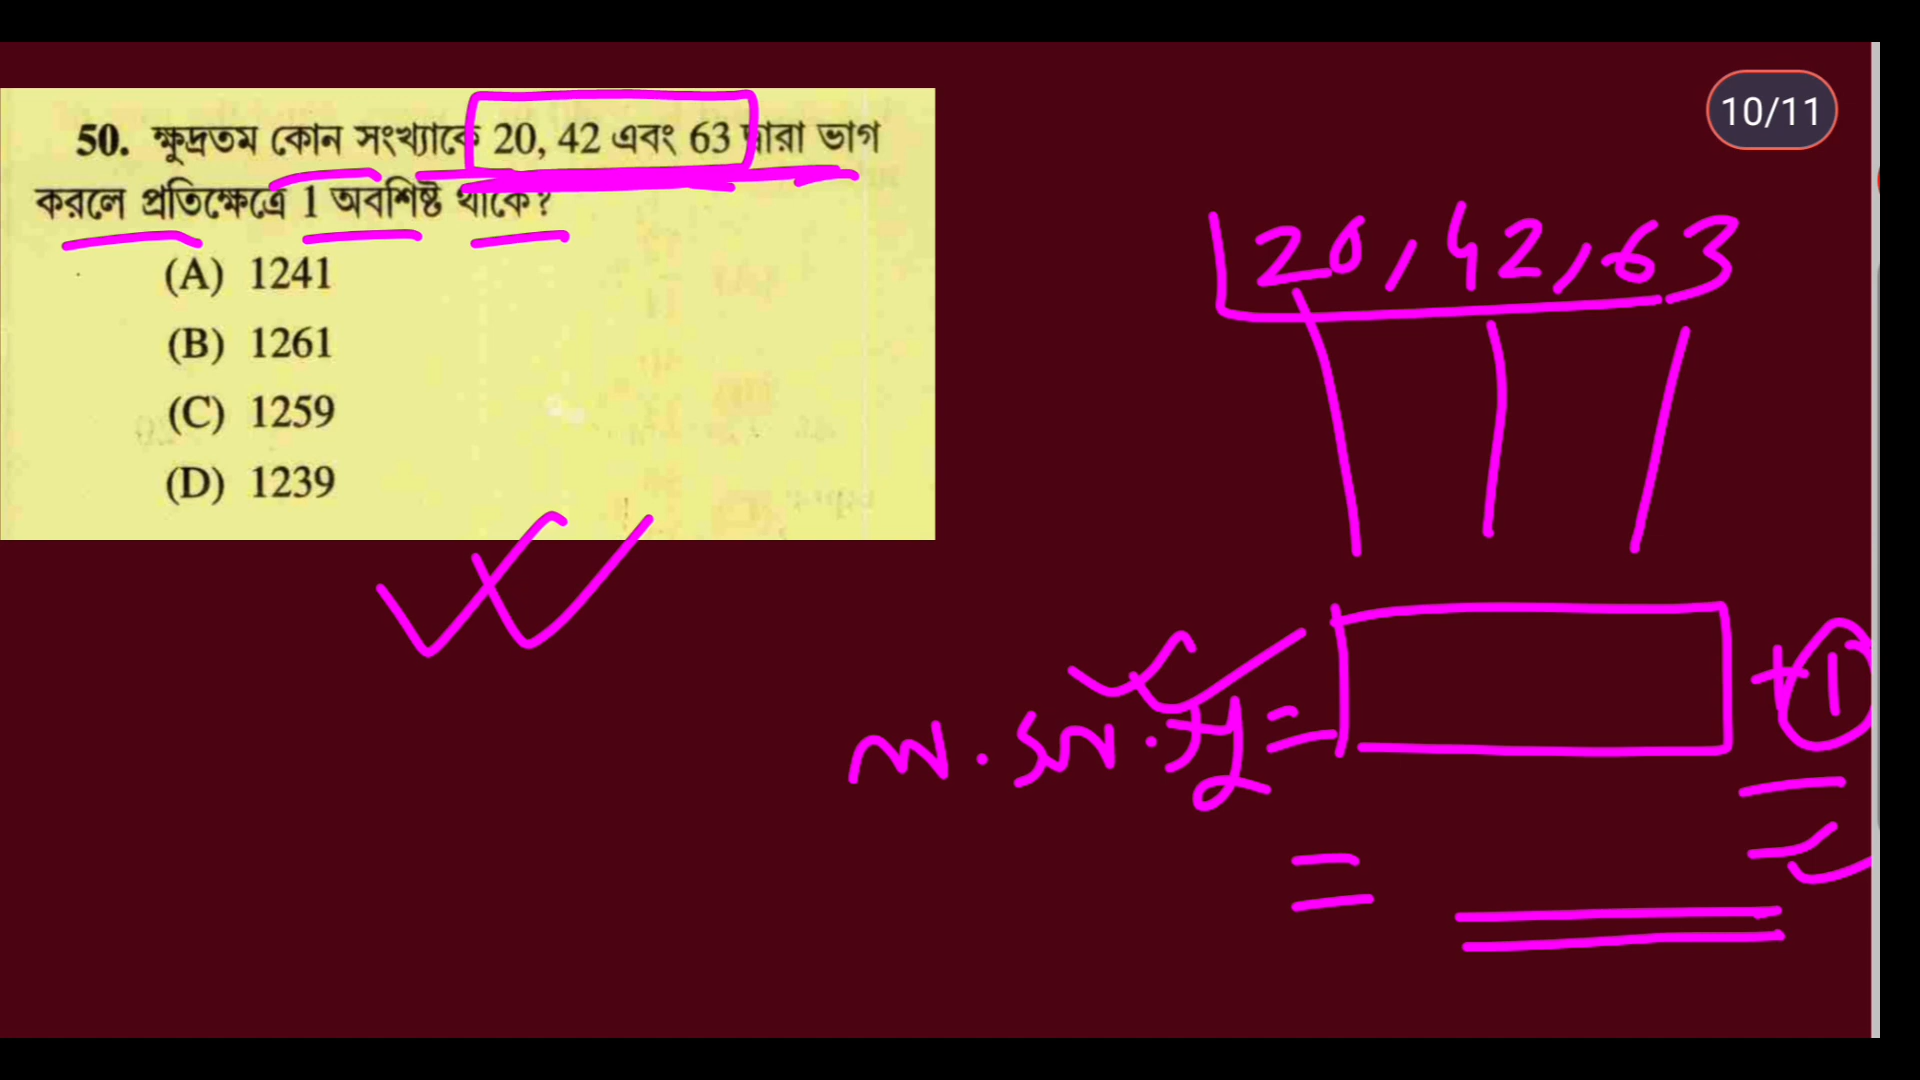 10/11
50. ক্ষুদ্রতম কোন সংখ্যাকে 20, 42 এবং 63 দ্বারা ভাগ
করলে প্রতিক্ষেত্রে 1 অবশিষ্ট থাকে?
(A) 1241
(B) 1261
(C) 1259
(D) 1239
20, 42, 63
ল.সা.গু = + 1
=